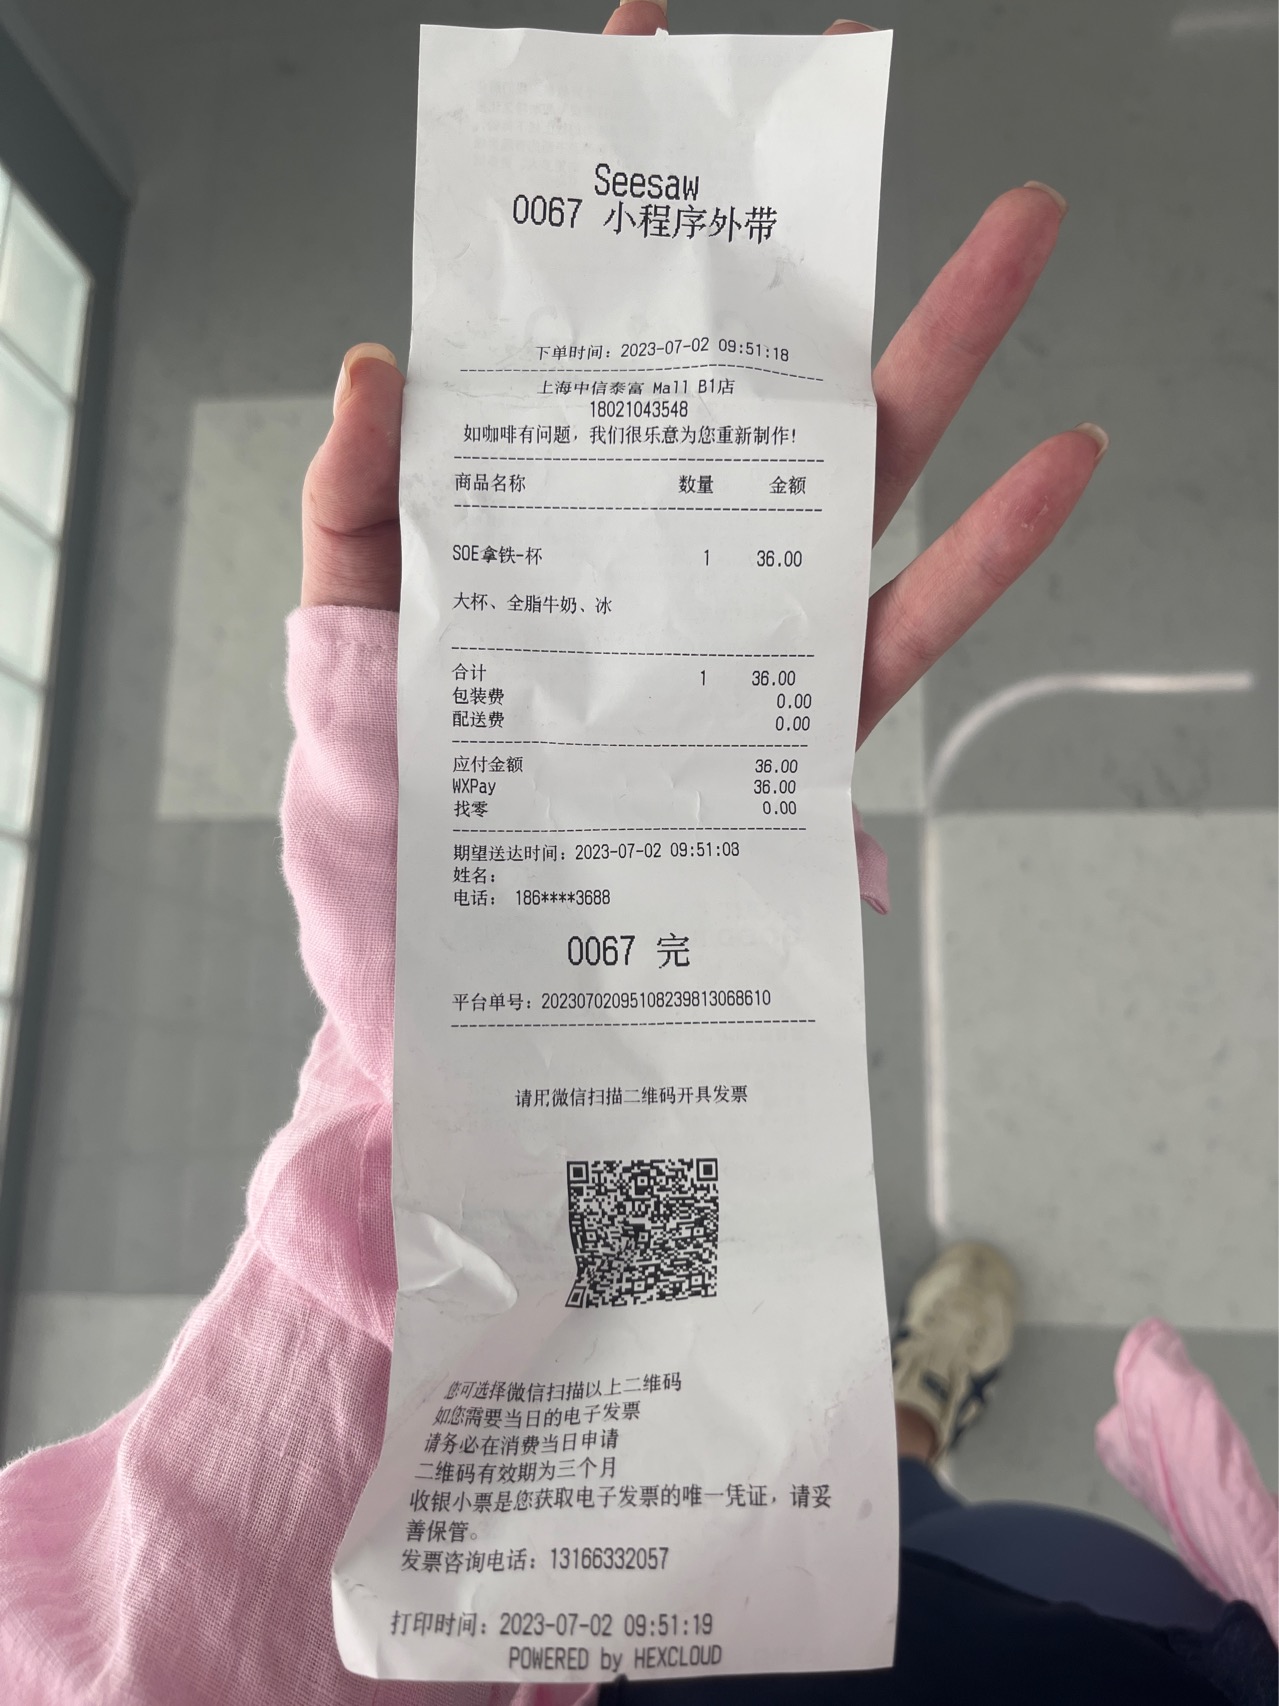 Seesaw
0067 小程序外带
下单时间：2023-07-02 09:51:18
上海中信泰富 Mall B1店
18021043548
如咖啡有问题，我们很乐意为您重新制作！
商品名称 数量 金额
SOE拿铁-杯 1 36.00
大杯、全脂牛奶、冰
合计 1 36.00
包装费 0.00
配送费 0.00
应付金额 36.00
WXPay 36.00
找零 0.00
期望送达时间：2023-07-02 09:51:08
姓名：
电话： 186****3688
0067 完
平台单号：20230702095108239813068610
请用微信扫描二维码开具发票
您可选择微信扫描以上二维码
如您需要当日的电子发票
请务必在消费当日申请
二维码有效期为三个月
收银小票是您获取电子发票的唯一凭证，请妥
善保管。
发票咨询电话：13166332057
打印时间：2023-07-02 09:51:19
POWERED by HEXCLOUD